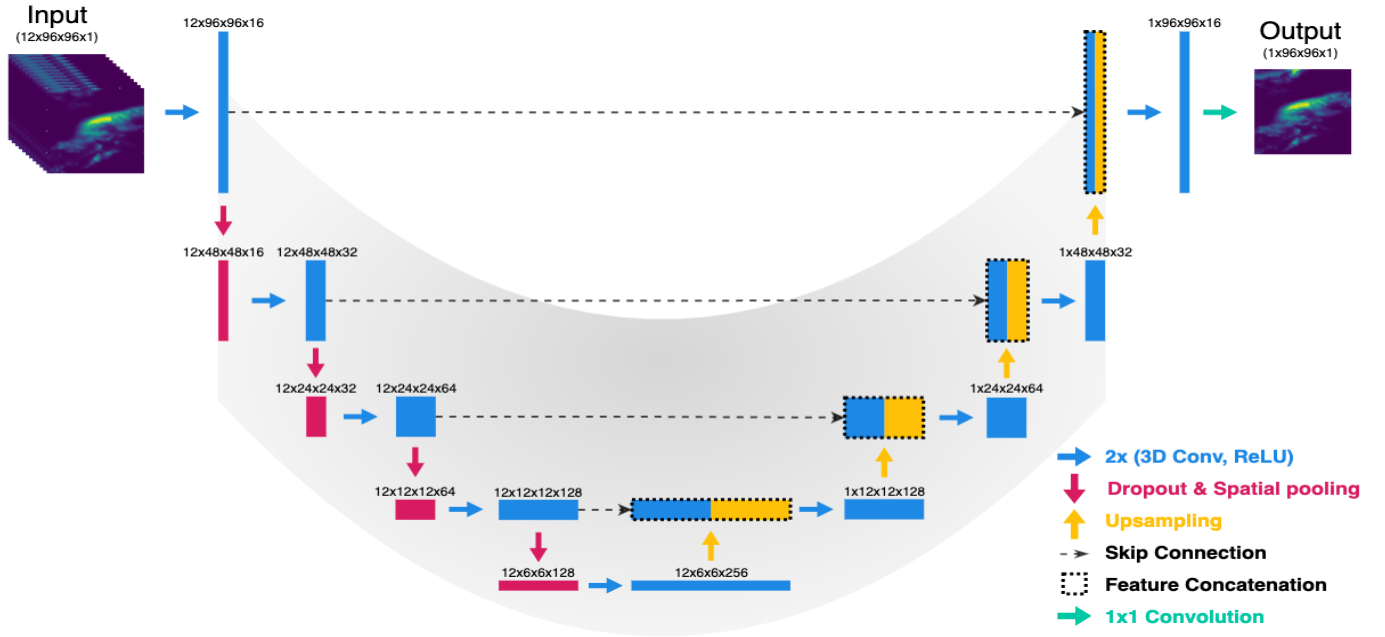 Input
(12x96x96x1)
12x96x96x16
1x96x96x16
Output
(1x96x96x1)
12x48x48x16
12x48x48x32
1x48x48x32
12x24x24x32
12x24x24x64
1x24x24x64
12x12x12x64
12x12x12x128
1x12x12x128
12x6x6x128
12x6x6x256
2x (3D Conv, ReLU)
Dropout & Spatial pooling
Upsampling
Skip Connection
Feature Concatenation
1x1 Convolution